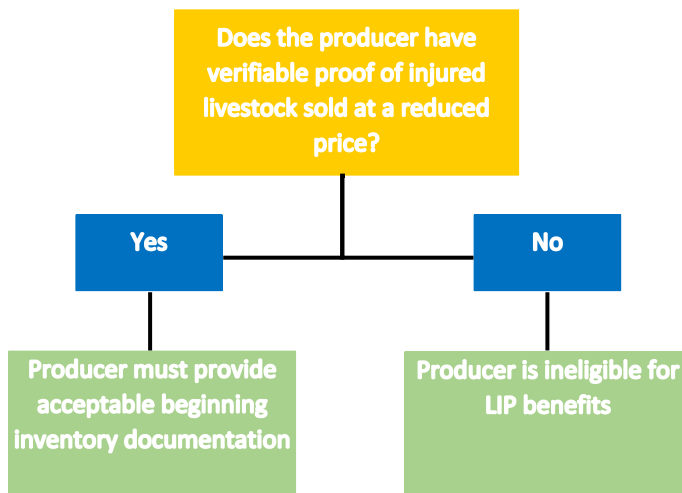 Does the producer have
verifiable proof of injured
livestock sold at a reduced
price?
Yes
No
Producer must provide
acceptable beginning
inventory documentation
Producer is ineligible for
LIP benefits